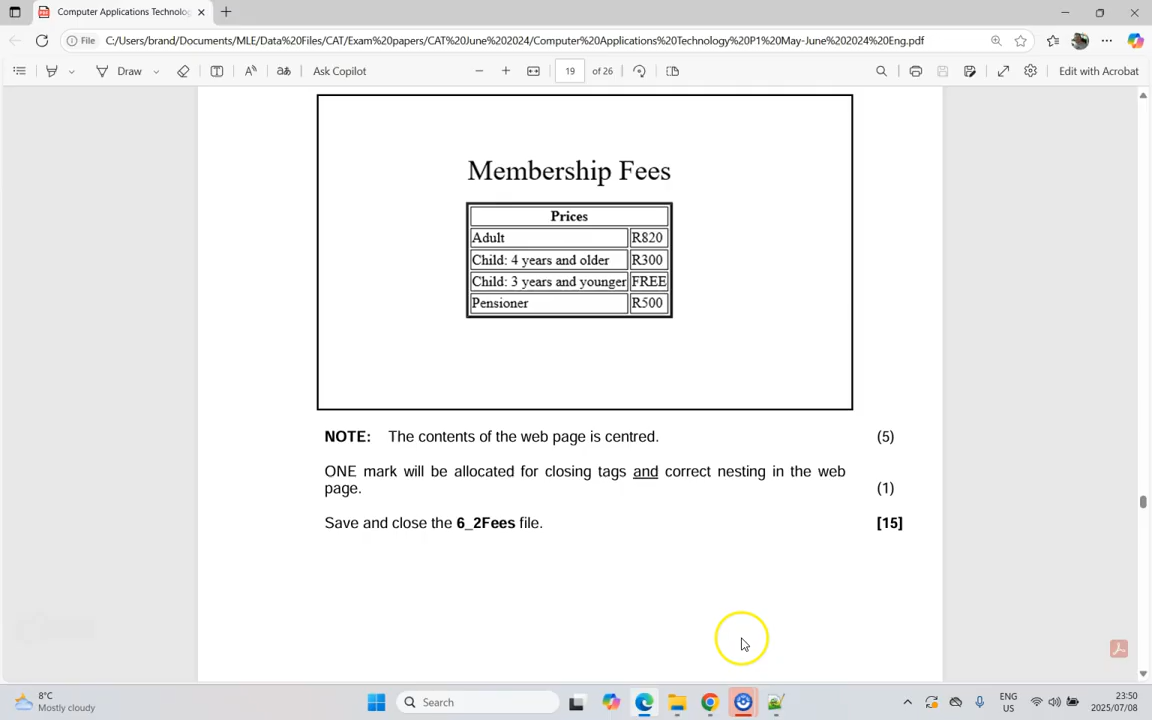 Computer Applications Technolo
File
C:/Users/brand/Documents/MLE/Data%20Files/CAT/Exam%20papers/CAT%20June%202024/Computer%20Applications%20Technology%20P1%20May-June%202024%20Eng.pdf
Draw
Ask Copilot
19 of 26
Edit with Acrobat
Membership Fees
Prices
Adult R820
Child: 4 years and older R300
Child: 3 years and younger FREE
Pensioner R500
NOTE: The contents of the web page is centred. (5)
ONE mark will be allocated for closing tags and correct nesting in the web
page. (1)
Save and close the 6_2Fees file. [15]
8°C
Mostly cloudy
Search
ENG
US
23:50
2025/07/08